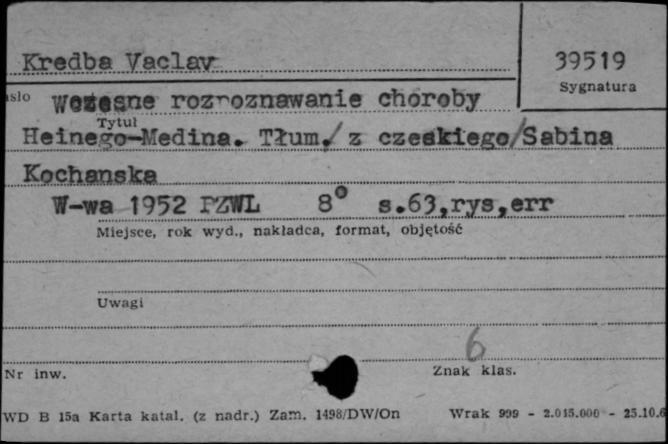 Kredba Vaclav
39519
Sygnatura
asło Wczesne rozroznawanie choroby
Tytuł
Heinego-Medina. Tłum./ z czeskiego/Sabina
Kochanska
W-wa 1952 PZWL 8° s.63,rys,err
Miejsce, rok wyd., nakładca, format, objętość
Uwagi
6
Nr inw. Znak klas.
WD B 15a Karta katal. (z nadr.) Zam. 1498/DW/On Wrak 999 - 2.015.000 - 25.10.6